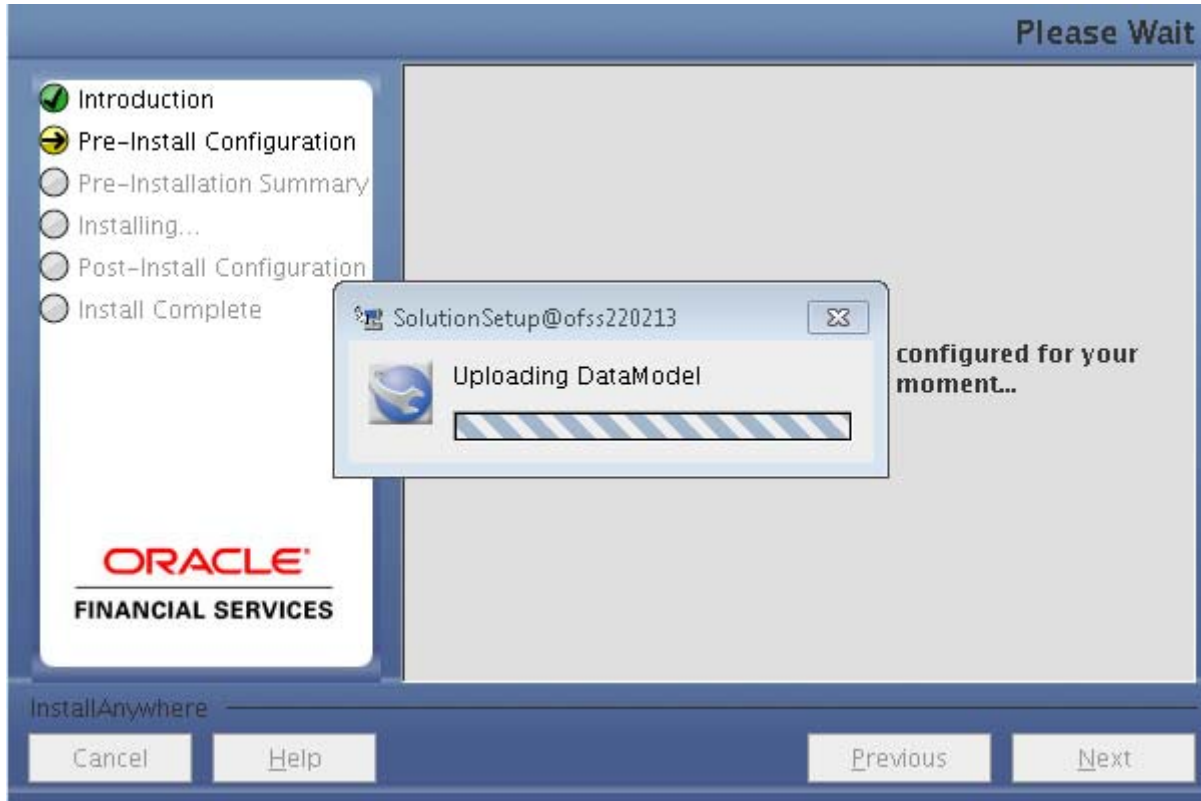 Please Wait
Introduction
Pre-Install Configuration
Pre-Installation Summary
Installing...
Post-Install Configuration
Install Complete
SolutionSetup@ofss220213
Uploading DataModel
configured for your
moment...
ORACLE
FINANCIAL SERVICES
InstallAnywhere
Cancel
Help
Previous
Next